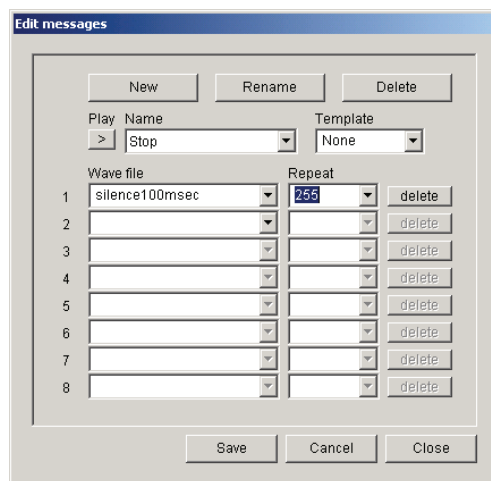 Edit messages
New Rename Delete
Play Name Template
> Stop None
Wave file Repeat
1 silence100msec 255 delete
2 delete
3 delete
4 delete
5 delete
6 delete
7 delete
8 delete
Save Cancel Close